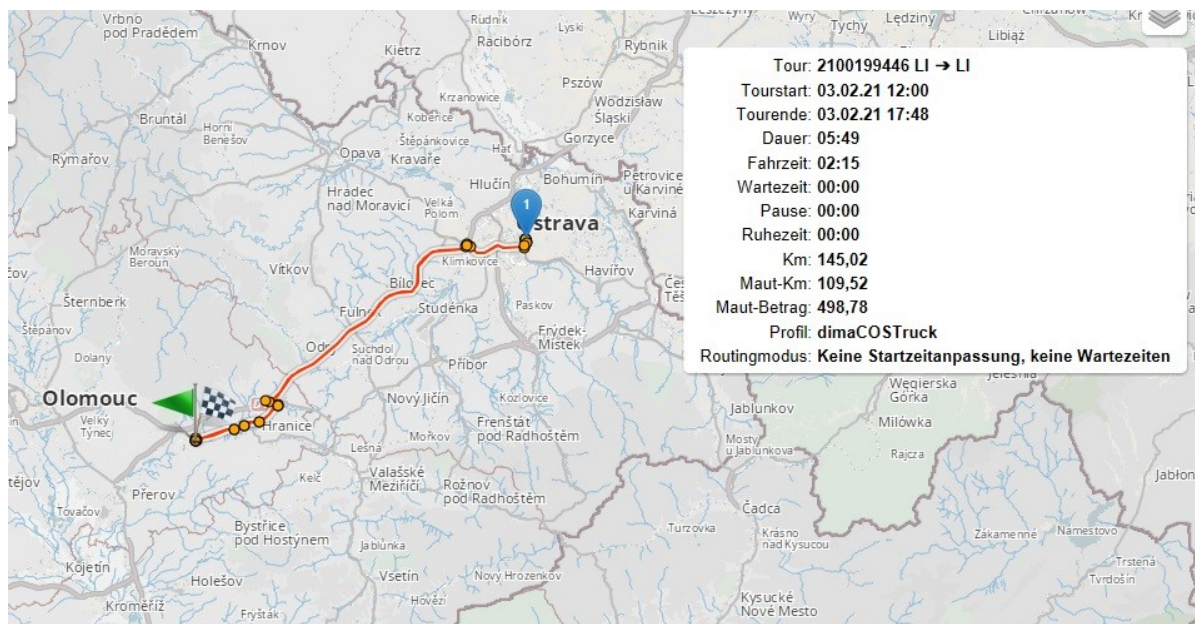 Vrbno
pod Pradědem
Krnov
Kietrz
Rudnik
Racibórz
Lyski
Rybnik
Leszczyny
Wyry
Tychy
Lędziny
Chrzanów
Libiąż
Pszów
Wodzisław
Śląski
Krzanowice
Gorzyce
Bruntál
Horní
Benešov
Kobeřice
Štěpánkovice
Hať
Opava
Kravaře
Rýmařov
Hlučín
Bohumín
Petrovice
u Karviné
Hradec
nad Moravicí
Velká
Polom
1
Ostrava
Karviná
Moravský
Beroun
Vítkov
Klimkovice
Havířov
Bílovec
Šternberk
Studénka
Paskov
Fulnek
Štěpánov
Dolany
Odry
Suchdol
nad Odrou
Frýdek-
Místek
Příbor
Olomouc
Velký
Týnec
Hranice
Nový Jičín
Kozlovice
Jablunkov
Węgierska
Górka
Milówka
Frenštát
pod Radhoštěm
Mořkov
Lešná
Mosty
u Jablunkova
Rajcza
Kelč
Valašské
Meziříčí
Rožnov
pod Radhoštěm
Přerov
Tovačov
Čadca
Bystřice
pod Hostýnem
Jablůnka
Turzovka
Krásno
nad Kysucou
Zákamenné
Námestovo
Kojetín
Trstená
Tvrdošín
Holešov
Vsetín
Nový Hrozenkov
Kroměříž
Hovězí
Fryšták
Kysucké
Nové Mesto
Tour: 2100199446 LI ➔ LI
Tourstart: 03.02.21 12:00
Tourende: 03.02.21 17:48
Dauer: 05:49
Fahrzeit: 02:15
Wartezeit: 00:00
Pause: 00:00
Ruhezeit: 00:00
Km: 145,02
Maut-Km: 109,52
Maut-Betrag: 498,78
Profil: dimaCOSTruck
Routingmodus: Keine Startzeitanpassung, keine Wartezeiten